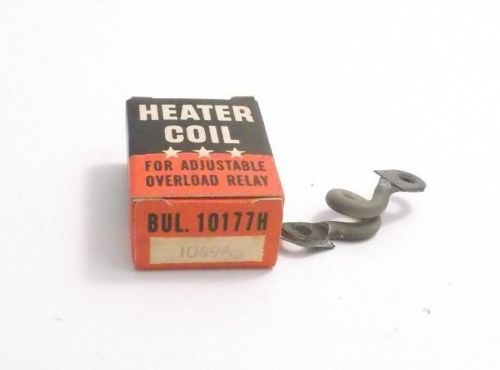 HEATER
COIL
FOR ADJUSTABLE
OVERLOAD RELAY
BUL. 10177H
1049A